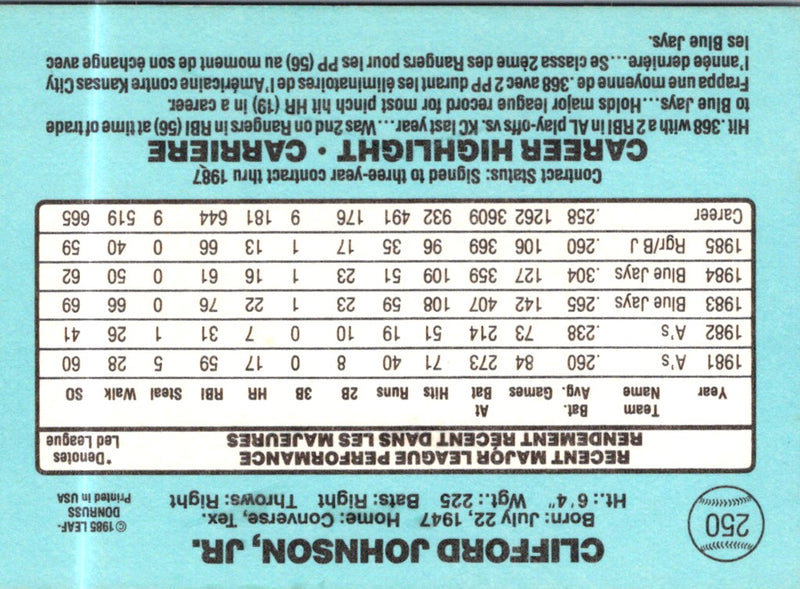 250
CLIFFORD JOHNSON, JR.
Born: July 22, 1947 Home: Converse, Tex.
Ht.: 6'4" Wgt.: 225 Bats: Right Throws: Right
© 1985 LEAF-
DONRUSS
Printed in USA
RECENT MAJOR LEAGUE PERFORMANCE
RENDEMENT RÉCENT DANS LES MAJEURES
*Denotes
Led League
Year Team Name Bat. Avg. Games At Bat Hits Runs 2B 3B HR RBI Steal Walk SO
1981 A's .260 84 273 71 40 8 0 17 59 5 28 60
1982 A's .238 73 214 51 19 10 0 7 31 1 26 41
1983 Blue Jays .265 142 407 108 59 23 1 22 76 0 66 69
1984 Blue Jays .304 127 359 109 51 23 1 16 61 0 50 62
1985 Rgr/B J .260 106 369 96 35 17 1 13 66 0 40 59
Career .258 1262 3609 932 491 176 9 181 644 9 519 665
Contract Status: Signed to three-year contract thru 1987
CAREER HIGHLIGHT • CARRIERE
Hit .368 with a 2 RBI in AL play-offs vs. KC last year...Was 2nd on Rangers in RBI (56) at time of trade
to Blue Jays...Holds major league record for most pinch hit HR (19) in a career.
Frappa une moyenne de .368 avec 2 PP durant les éliminatoires de l'Américaine contre Kansas City
l'année dernière...Se classa 2ème des Rangers pour les PP (56) au moment de son échange avec
les Blue Jays.